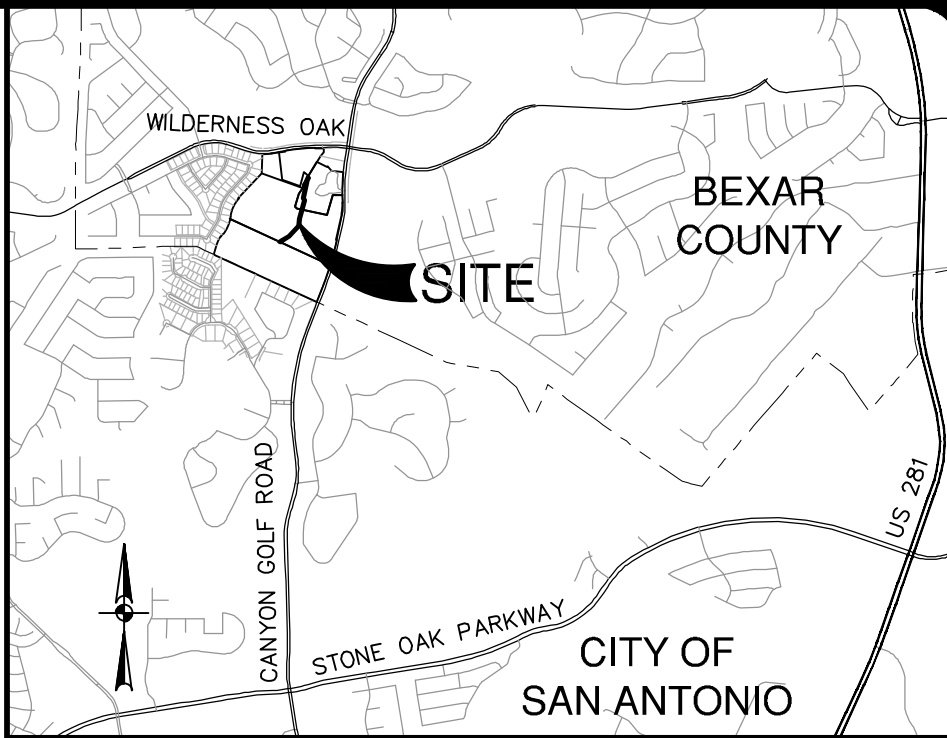 WILDERNESS OAK
BEXAR
COUNTY
SITE
CANYON GOLF ROAD
US 281
STONE OAK PARKWAY
CITY OF
SAN ANTONIO